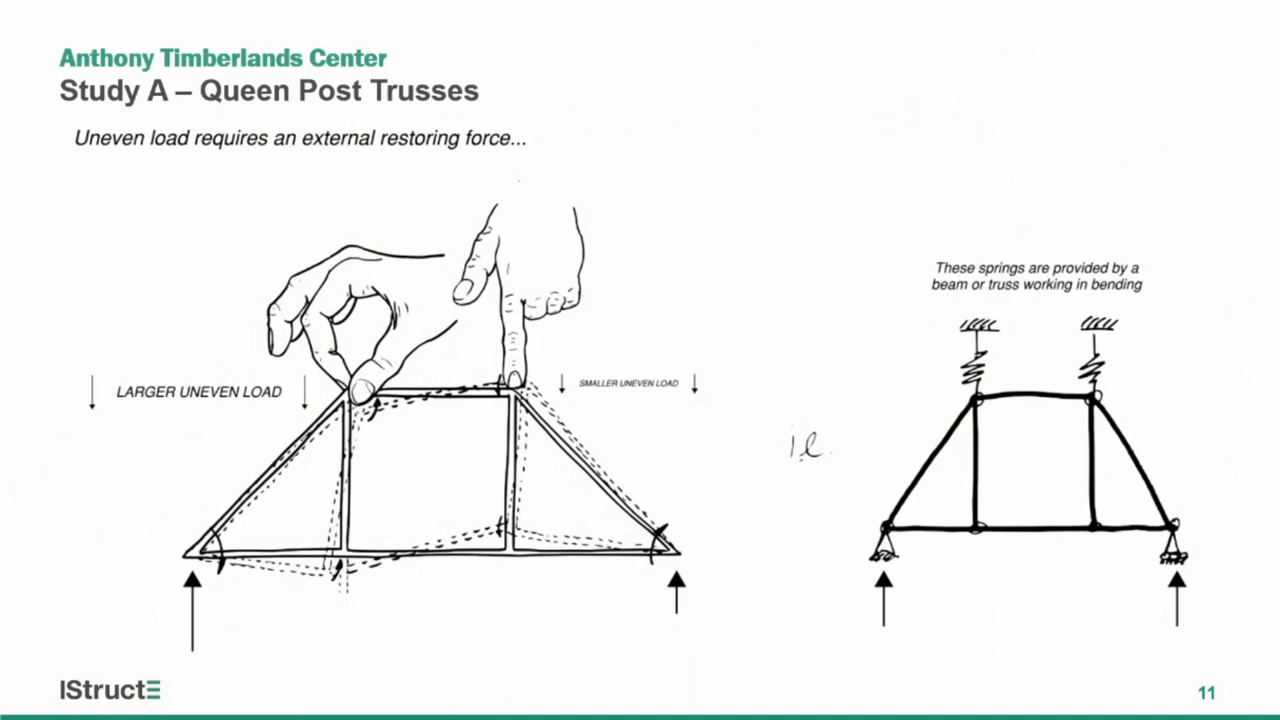 Anthony Timberlands Center
Study A – Queen Post Trusses
Uneven load requires an external restoring force...
These springs are provided by a
beam or truss working in bending
LARGER UNEVEN LOAD
SMALLER UNEVEN LOAD
i.e.
IStructE
11